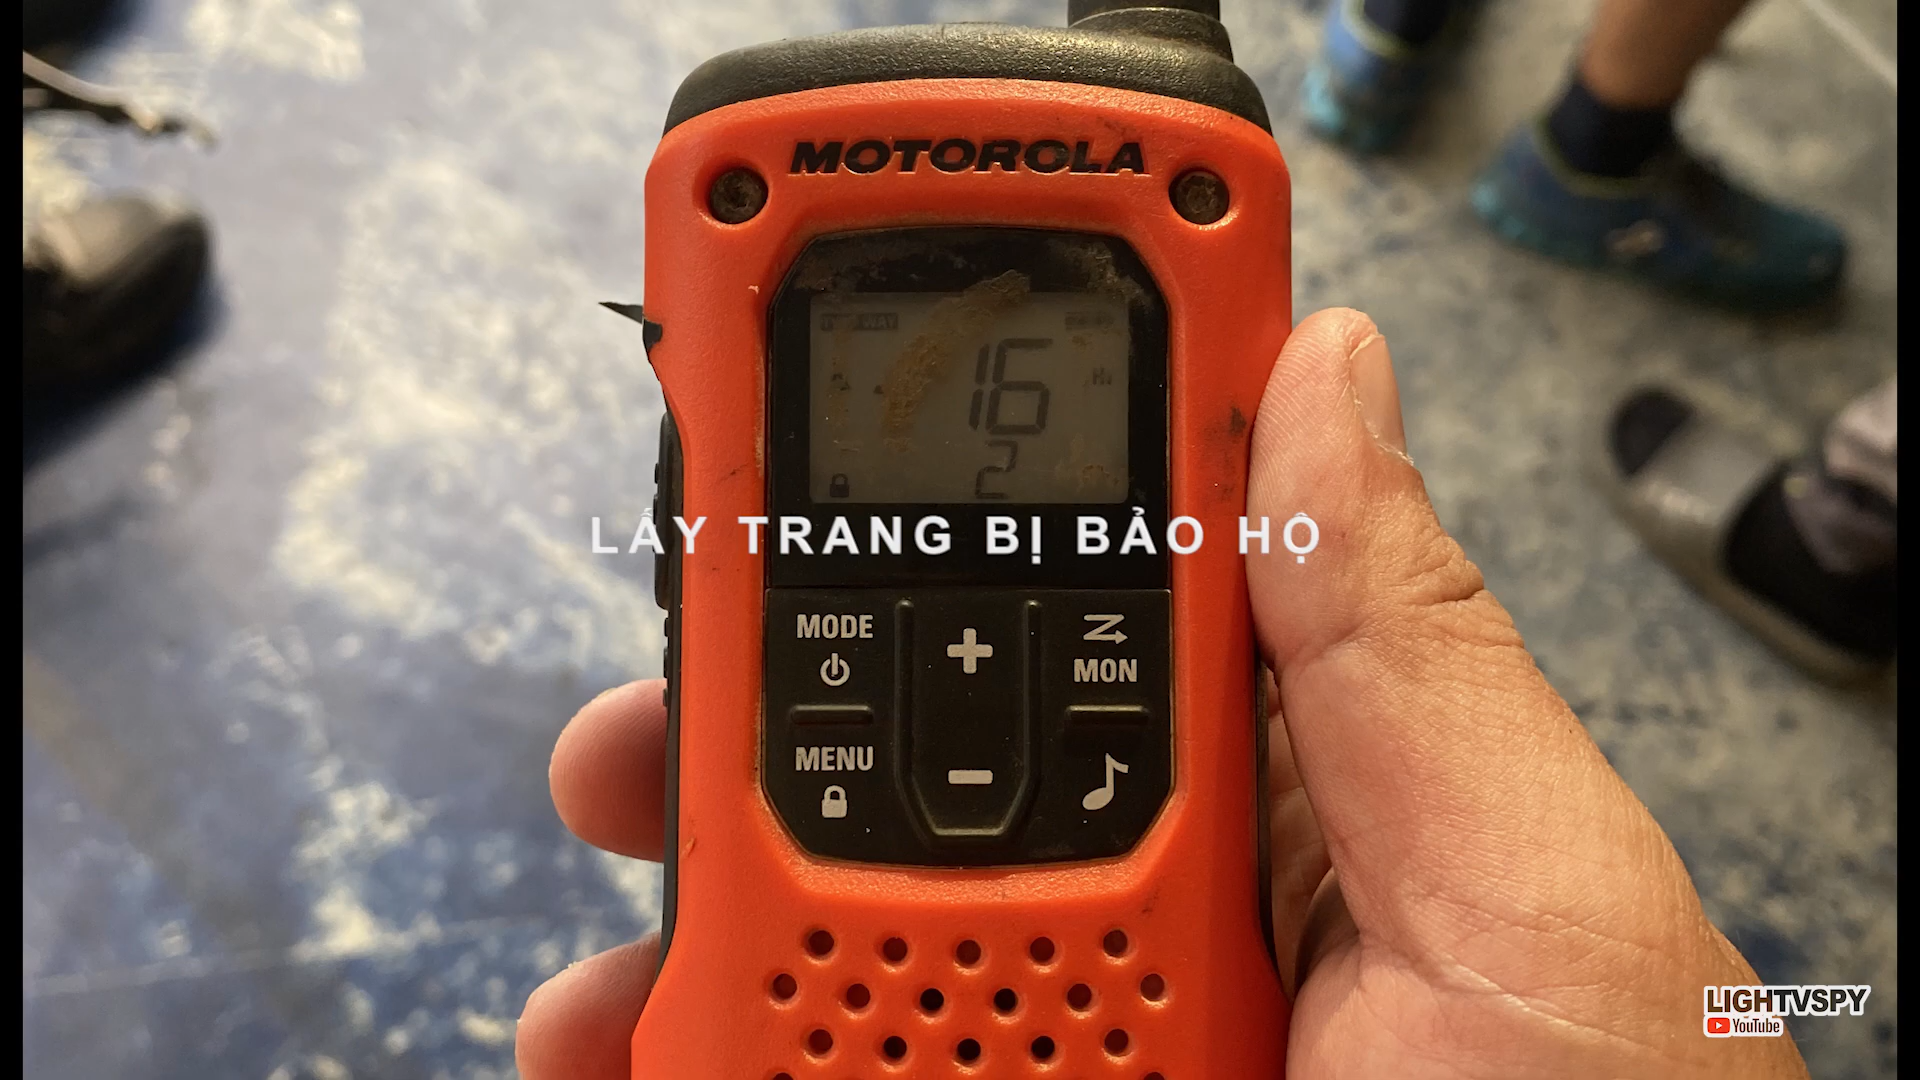 MOTOROLA
16
2
LẤY TRANG BỊ BẢO HỘ
MODE
MON
MENU
LIGHTVSPY
YouTube